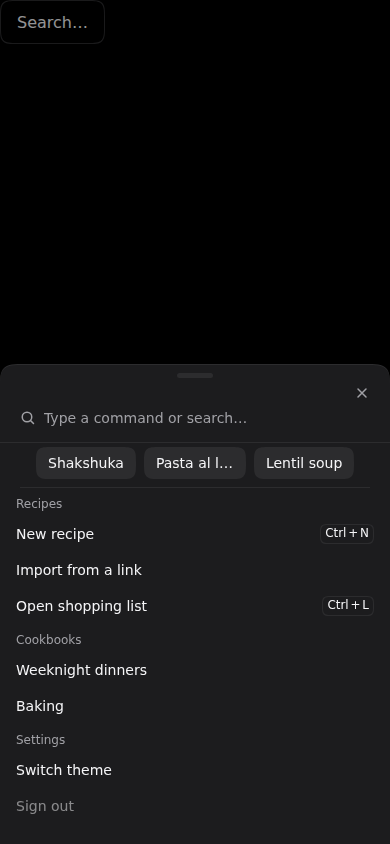 Search…
Type a command or search…
Shakshuka
Pasta al l…
Lentil soup
Recipes
New recipe Ctrl+N
Import from a link
Open shopping list Ctrl+L
Cookbooks
Weeknight dinners
Baking
Settings
Switch theme
Sign out